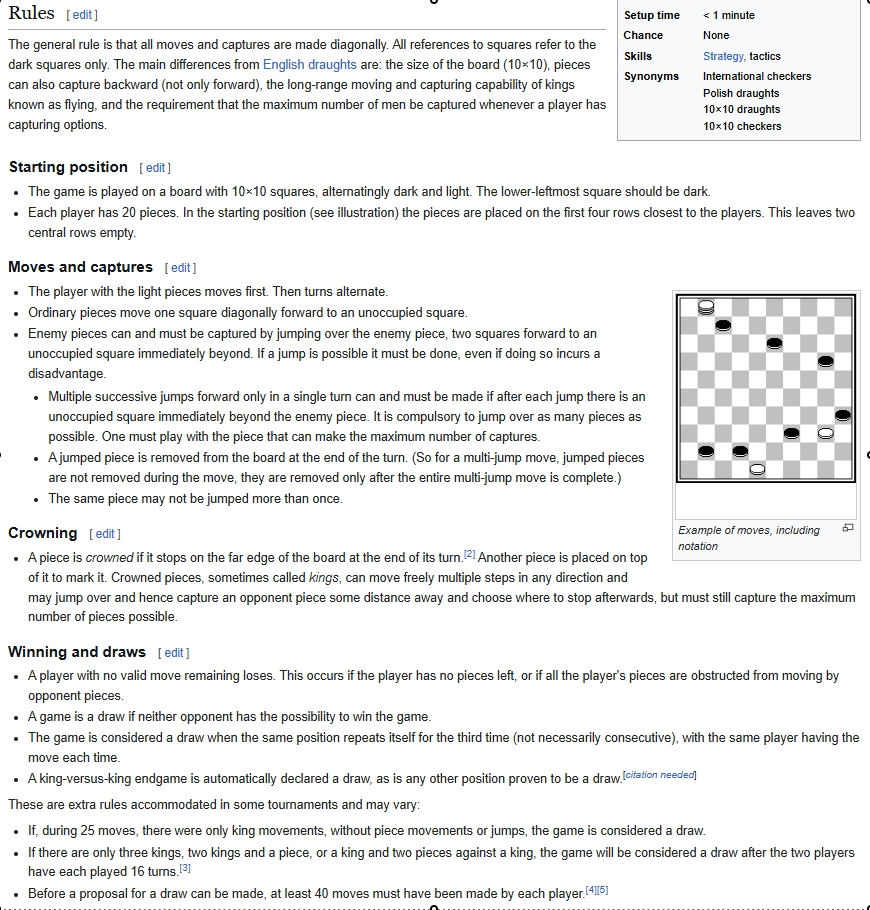 Rules [ edit ]
The general rule is that all moves and captures are made diagonally. All references to squares refer to the
dark squares only. The main differences from English draughts are: the size of the board (10×10), pieces
can also capture backward (not only forward), the long-range moving and capturing capability of kings
known as flying, and the requirement that the maximum number of men be captured whenever a player has
capturing options.
Setup time < 1 minute
Chance None
Skills Strategy, tactics
Synonyms International checkers
Polish draughts
10×10 draughts
10×10 checkers
Starting position [ edit ]
• The game is played on a board with 10×10 squares, alternatingly dark and light. The lower-leftmost square should be dark.
• Each player has 20 pieces. In the starting position (see illustration) the pieces are placed on the first four rows closest to the players. This leaves two
central rows empty.
Moves and captures [ edit ]
• The player with the light pieces moves first. Then turns alternate.
• Ordinary pieces move one square diagonally forward to an unoccupied square.
• Enemy pieces can and must be captured by jumping over the enemy piece, two squares forward to an
unoccupied square immediately beyond. If a jump is possible it must be done, even if doing so incurs a
disadvantage.
• Multiple successive jumps forward only in a single turn can and must be made if after each jump there is an
unoccupied square immediately beyond the enemy piece. It is compulsory to jump over as many pieces as
possible. One must play with the piece that can make the maximum number of captures.
• A jumped piece is removed from the board at the end of the turn. (So for a multi-jump move, jumped pieces
are not removed during the move, they are removed only after the entire multi-jump move is complete.)
• The same piece may not be jumped more than once.
Example of moves, including
notation
Crowning [ edit ]
• A piece is crowned if it stops on the far edge of the board at the end of its turn.[2] Another piece is placed on top
of it to mark it. Crowned pieces, sometimes called kings, can move freely multiple steps in any direction and
may jump over and hence capture an opponent piece some distance away and choose where to stop afterwards, but must still capture the maximum
number of pieces possible.
Winning and draws [ edit ]
• A player with no valid move remaining loses. This occurs if the player has no pieces left, or if all the player's pieces are obstructed from moving by
opponent pieces.
• A game is a draw if neither opponent has the possibility to win the game.
• The game is considered a draw when the same position repeats itself for the third time (not necessarily consecutive), with the same player having the
move each time.
• A king-versus-king endgame is automatically declared a draw, as is any other position proven to be a draw.[citation needed]
These are extra rules accommodated in some tournaments and may vary:
• If, during 25 moves, there were only king movements, without piece movements or jumps, the game is considered a draw.
• If there are only three kings, two kings and a piece, or a king and two pieces against a king, the game will be considered a draw after the two players
have each played 16 turns.[3]
• Before a proposal for a draw can be made, at least 40 moves must have been made by each player.[4][5]